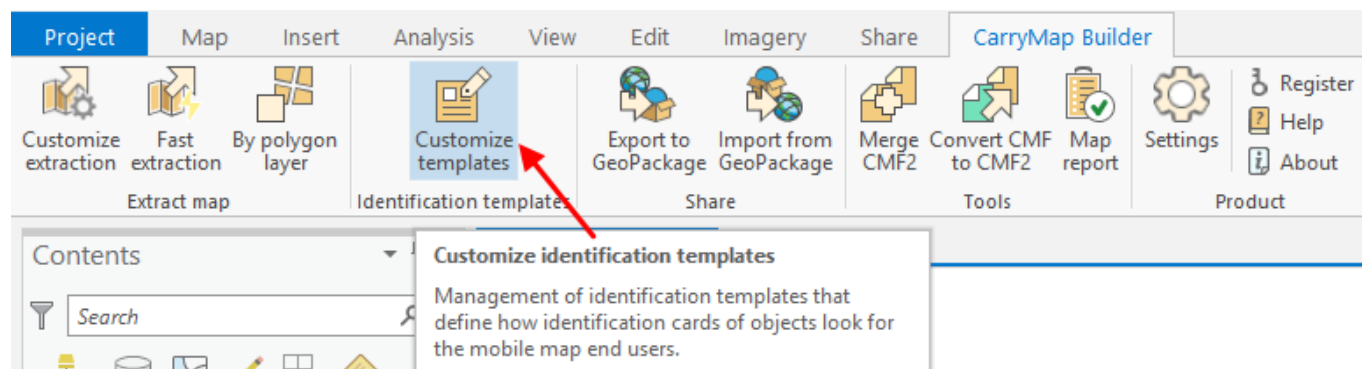 Project Map Insert Analysis View Edit Imagery Share CarryMap Builder
Customize extraction
Fast extraction
By polygon layer
Extract map
Customize templates
Identification templates
Export to GeoPackage
Import from GeoPackage
Share
Merge CMF2
Convert CMF to CMF2
Map report
Tools
Settings
Register
Help
About
Product
Contents
Search
Customize identification templates
Management of identification templates that
define how identification cards of objects look for
the mobile map end users.